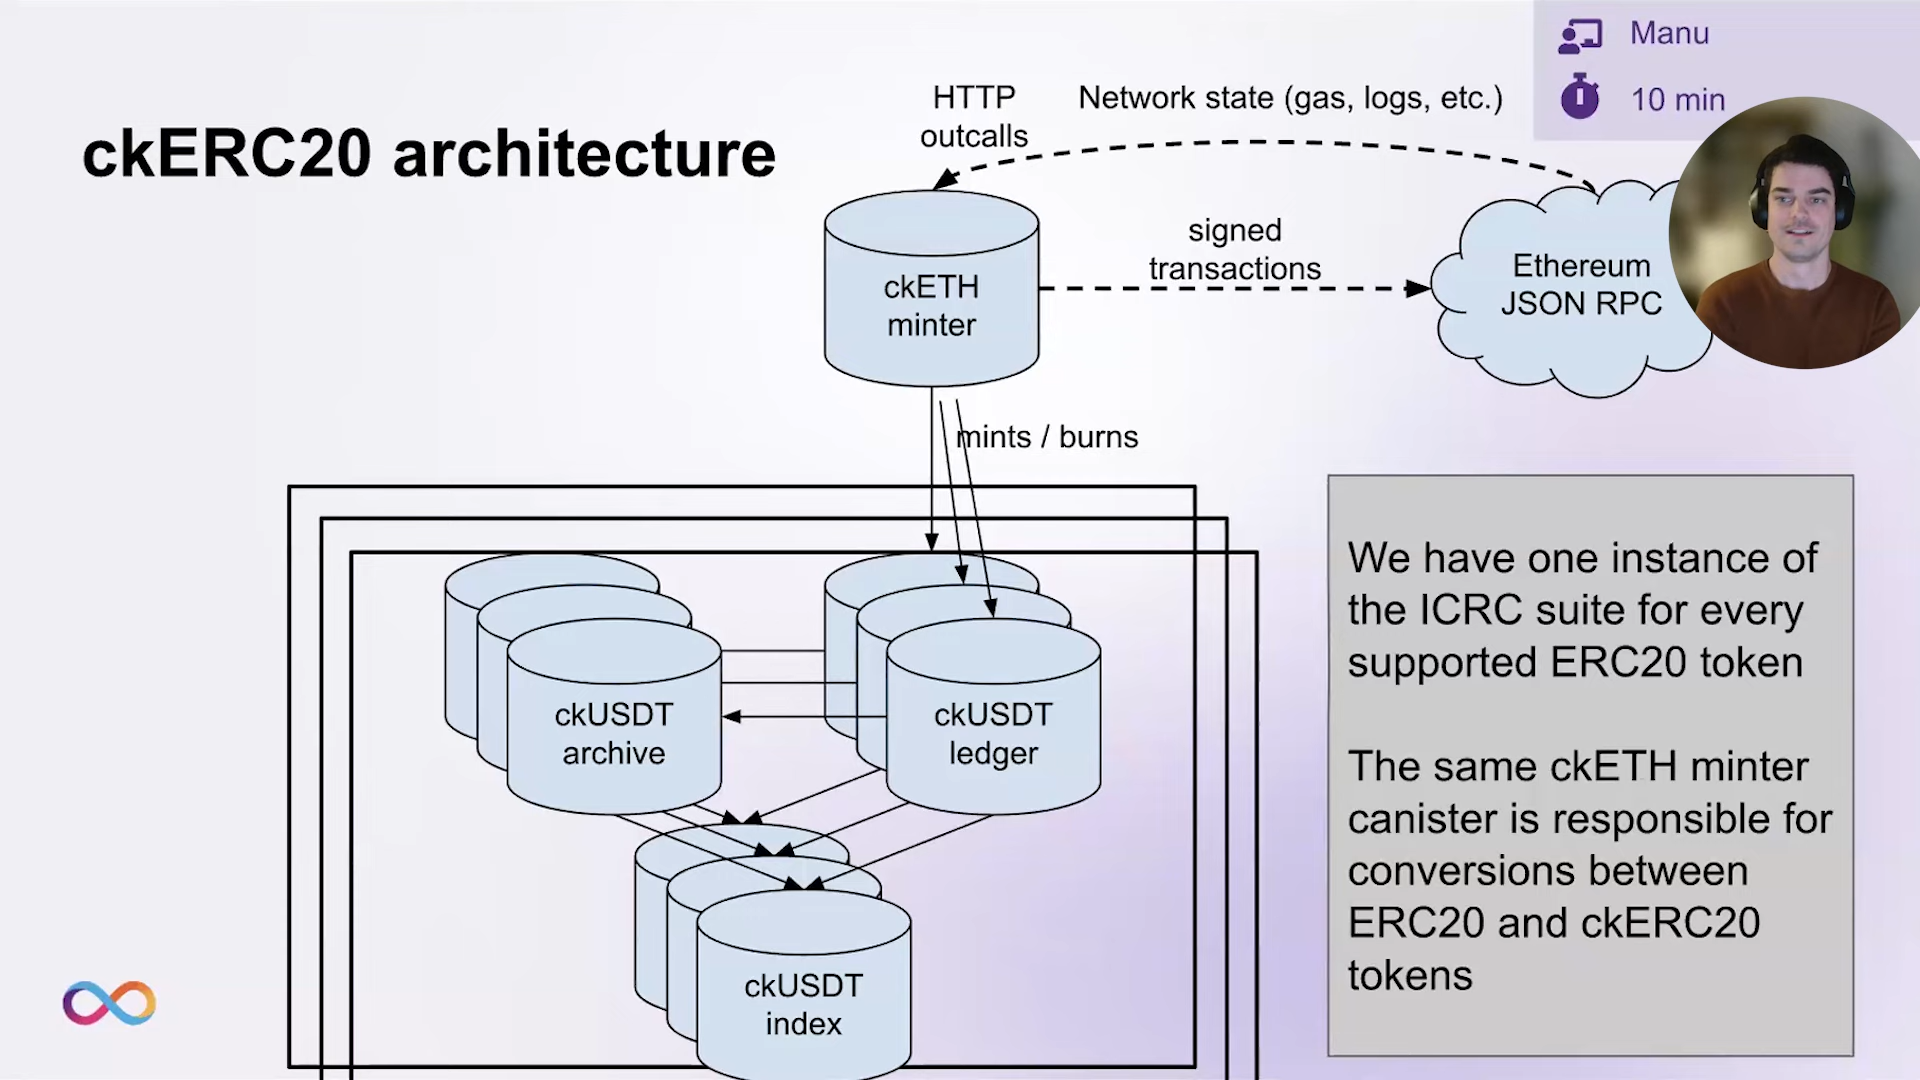 Manu
10 min
ckERC20 architecture
HTTP
outcalls
Network state (gas, logs, etc.)
signed
transactions
ckETH
minter
Ethereum
JSON RPC
mints / burns
ckUSDT
archive
ckUSDT
ledger
ckUSDT
index
We have one instance of
the ICRC suite for every
supported ERC20 token
The same ckETH minter
canister is responsible for
conversions between
ERC20 and ckERC20
tokens